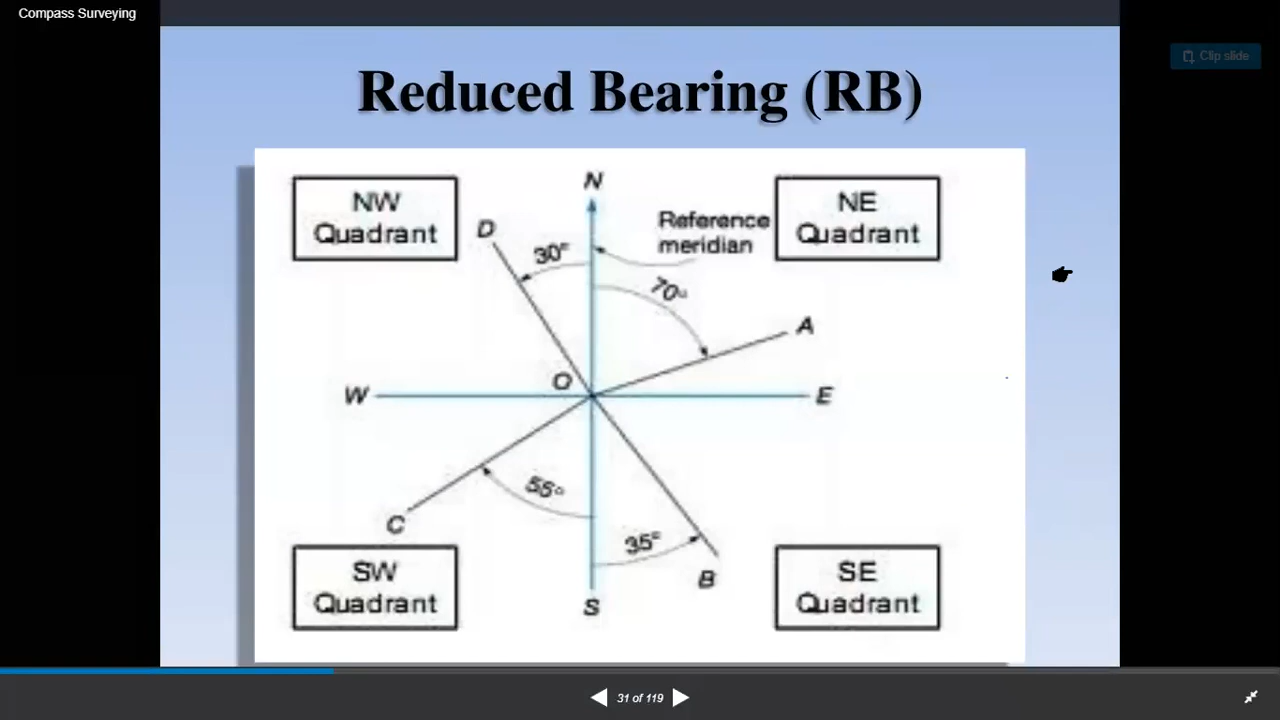 Compass Surveying
Clip slide
Reduced Bearing (RB)
NW
Quadrant
N
NE
Quadrant
D
30°
Reference
meridian
70°
A
O
W
E
55°
C
35°
B
SW
Quadrant
S
SE
Quadrant
31 of 119